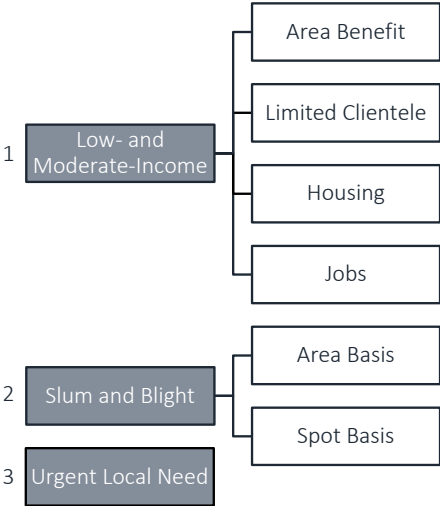 Area Benefit
Limited Clientele
1
Low- and
Moderate-Income
Housing
Jobs
Area Basis
2
Slum and Blight
Spot Basis
3
Urgent Local Need